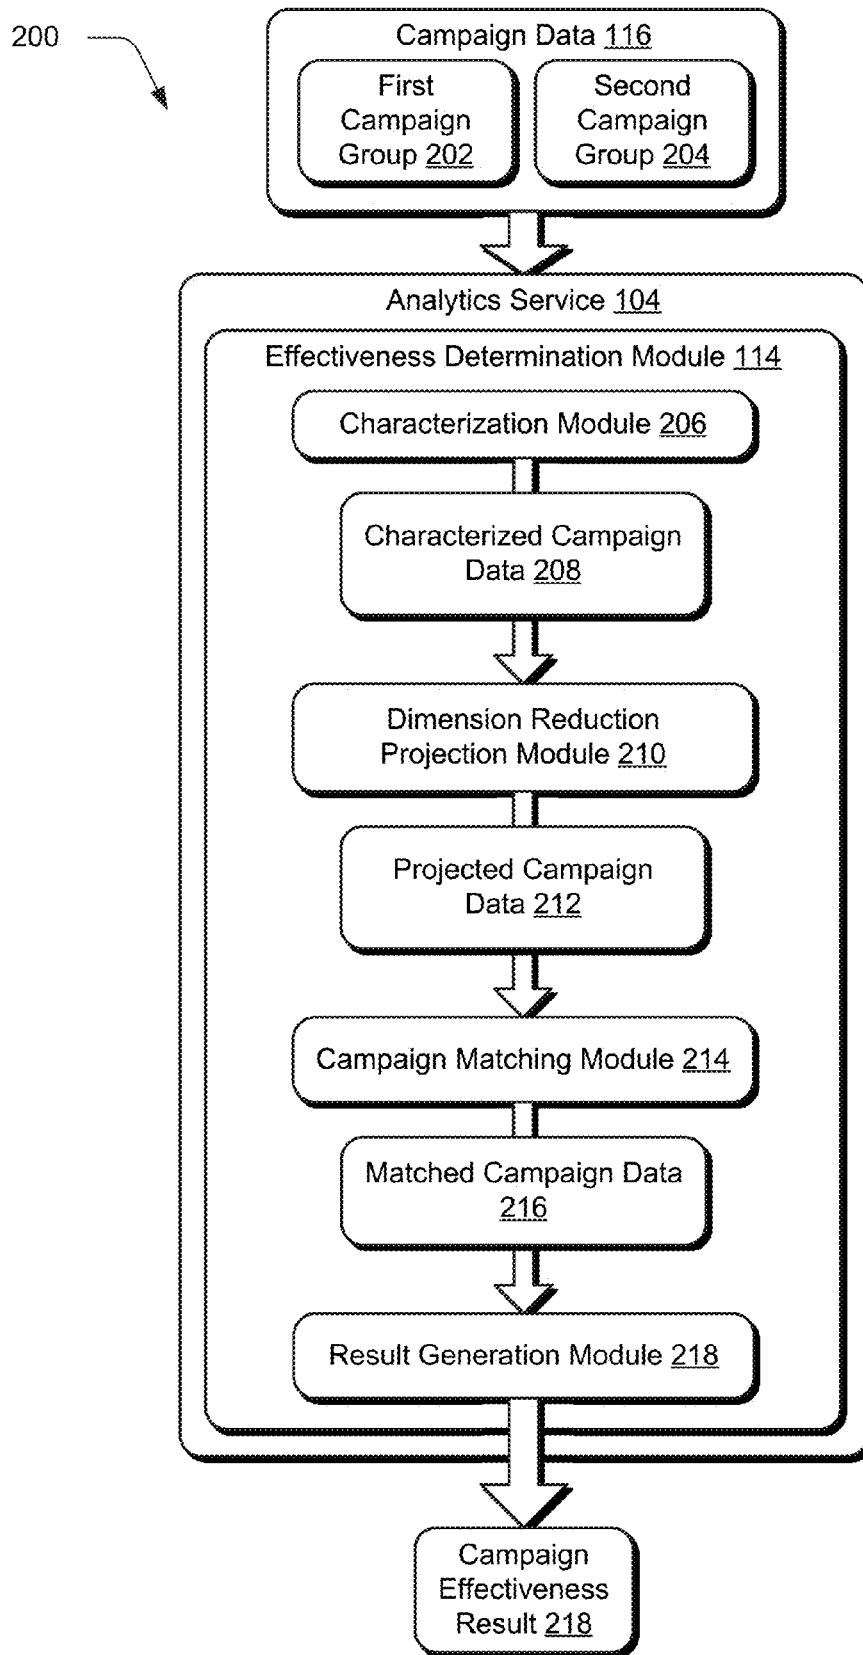 200
Campaign Data 116
First
Campaign
Group 202
Second
Campaign
Group 204
Analytics Service 104
Effectiveness Determination Module 114
Characterization Module 206
Characterized Campaign
Data 208
Dimension Reduction
Projection Module 210
Projected Campaign
Data 212
Campaign Matching Module 214
Matched Campaign Data
216
Result Generation Module 218
Campaign
Effectiveness
Result 218